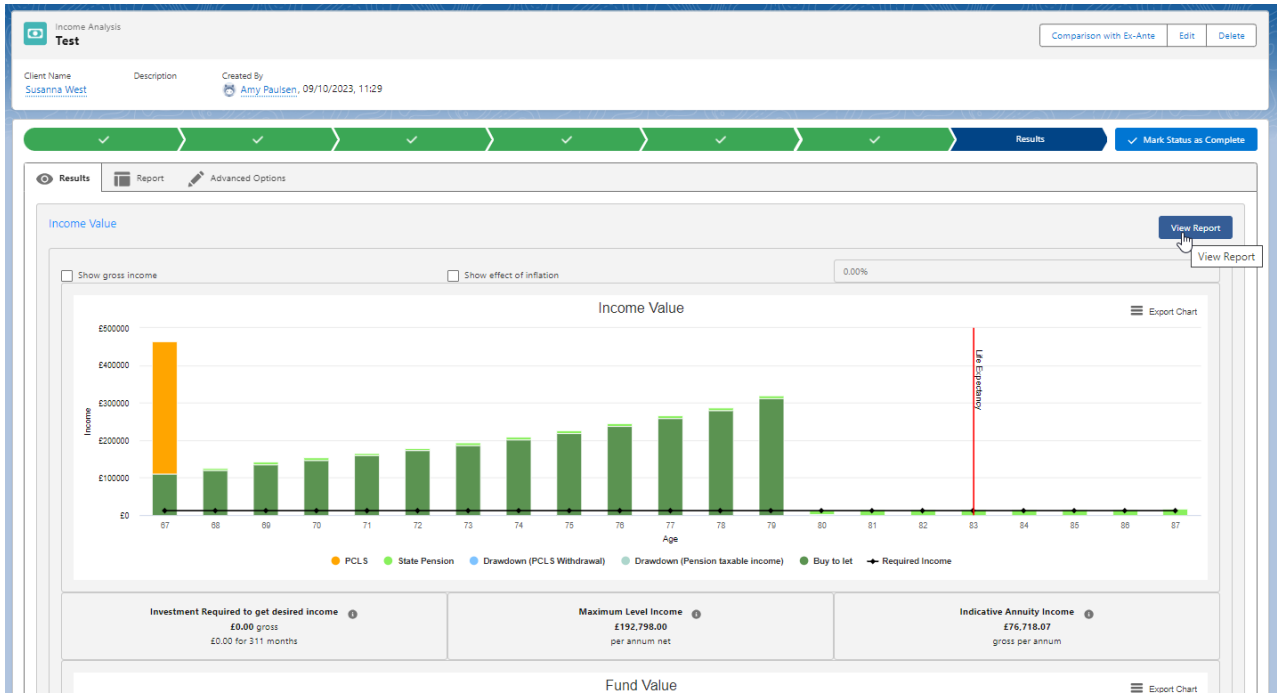 Income Analysis
Test
Comparison with Ex-Ante Edit Delete
Client Name Description Created By
Susanna West Amy Paulsen, 09/10/2023, 11:29
Results Mark Status as Complete
Results Report Advanced Options
Income Value
View Report
View Report
Show gross income Show effect of inflation 0.00%
Income Value
Export Chart
£500000
£400000
£300000
£200000
£100000
£0
Income
Life Expectancy
67 68 69 70 71 72 73 74 75 76 77 78 79 80 81 82 83 84 85 86 87
Age
PCLS State Pension Drawdown (PCLS Withdrawal) Drawdown (Pension taxable income) Buy to let Required Income
Investment Required to get desired income Maximum Level Income Indicative Annuity Income
£0.00 gross £192,798.00 £76,718.07
£0.00 for 311 months per annum net gross per annum
Fund Value
Export Chart